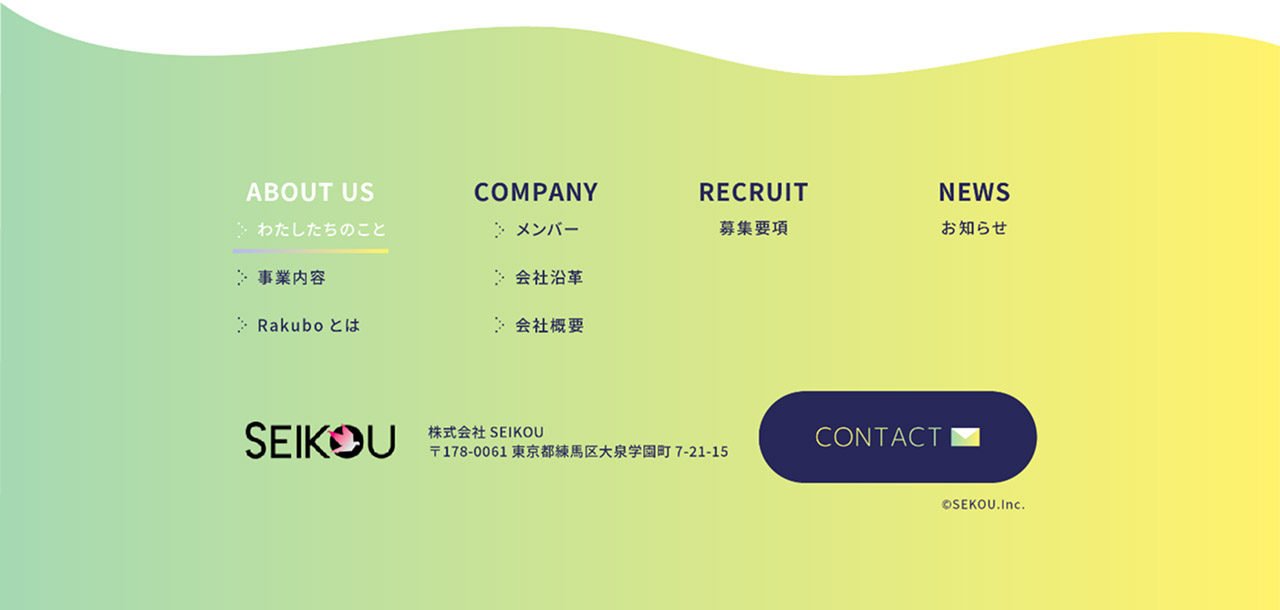 ABOUT US
わたしたちのこと
事業内容
Rakubo とは
COMPANY
メンバー
会社沿革
会社概要
RECRUIT
募集要項
NEWS
お知らせ
SEIKOU
株式会社 SEIKOU
〒178-0061 東京都練馬区大泉学園町 7-21-15
CONTACT
©SEKOU.Inc.